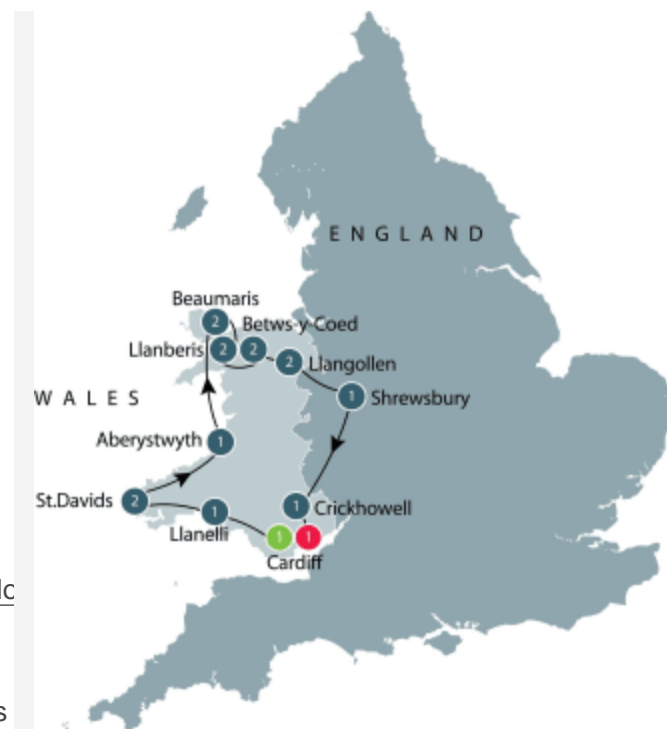 ENGLAND
Beaumaris
2
Betws-y-Coed
Llanberis
2
2
2
Llangollen
WALES
1
Shrewsbury
Aberystwyth
1
St.Davids
2
1
Llanelli
1
Crickhowell
1
1
Cardiff
s